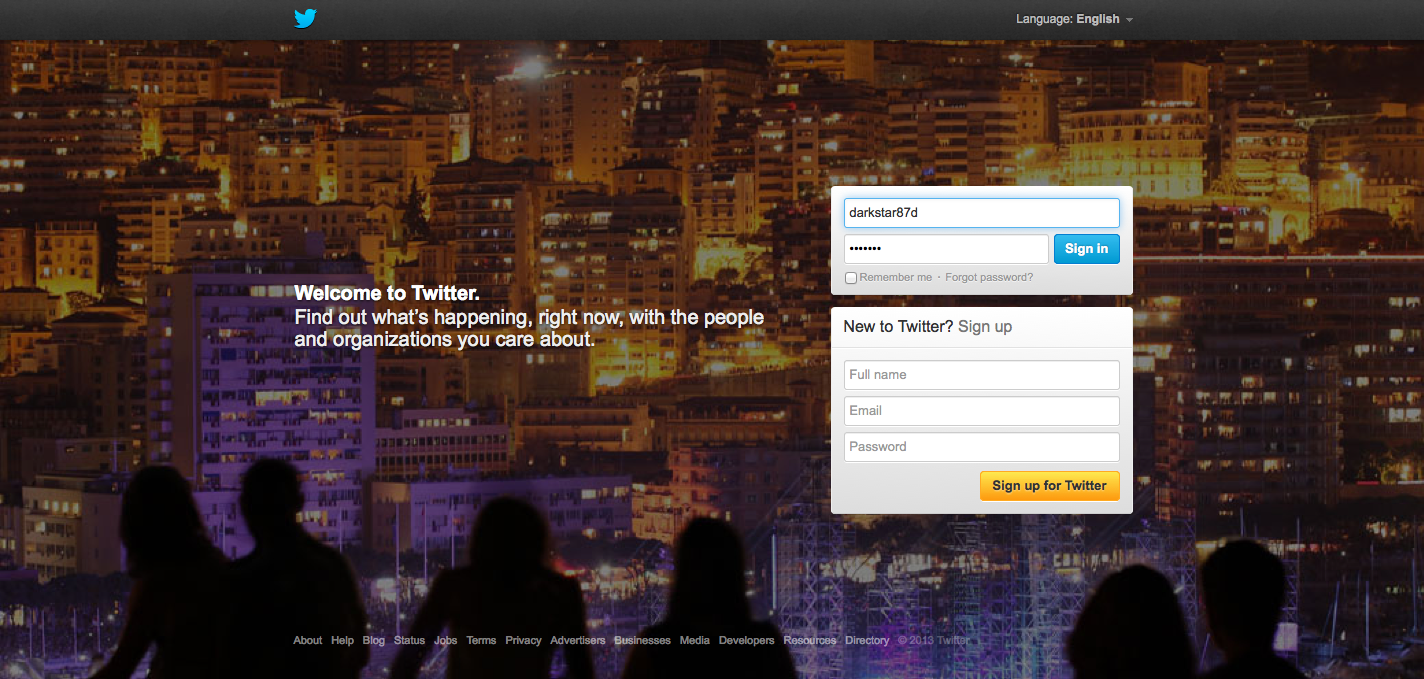 Language: English
darkstar87d
•••••••
Sign in
Remember me · Forgot password?
Welcome to Twitter.
Find out what’s happening, right now, with the people
and organizations you care about.
New to Twitter? Sign up
Full name
Email
Password
Sign up for Twitter
About Help Blog Status Jobs Terms Privacy Advertisers Businesses Media Developers Resources Directory © 2013 Twitter